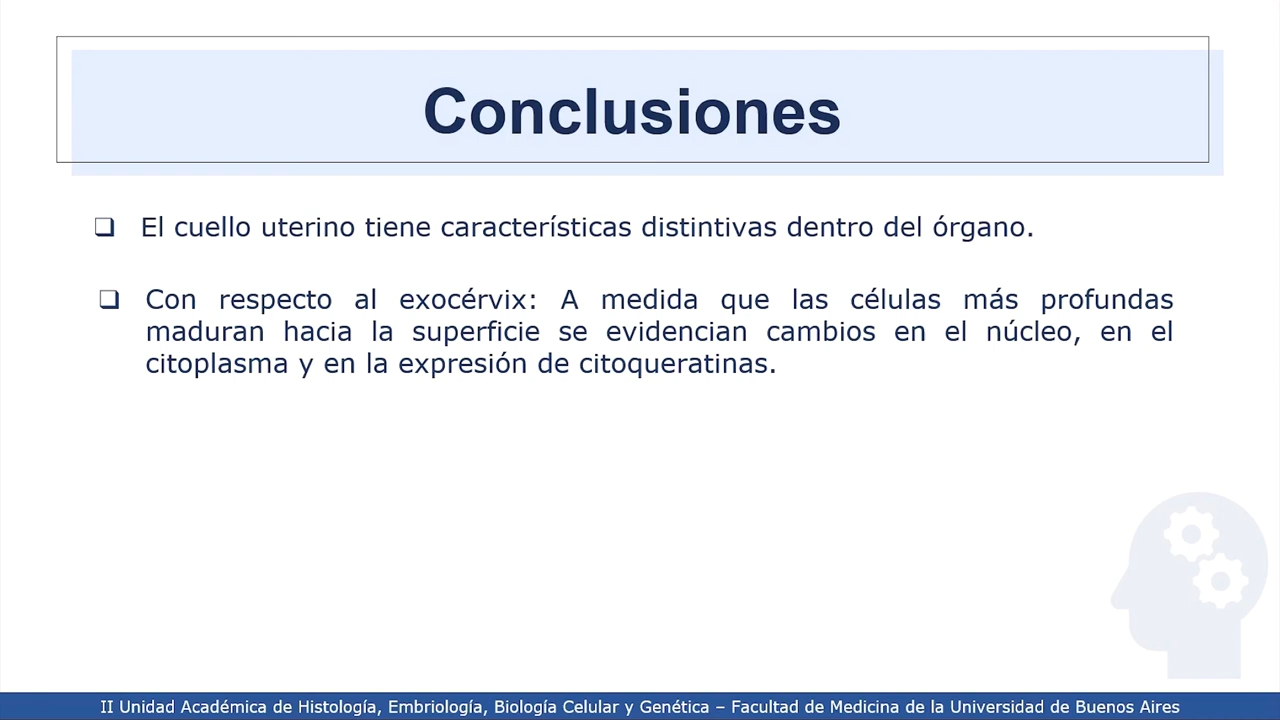 Conclusiones
❑ El cuello uterino tiene características distintivas dentro del órgano.
❑ Con respecto al exocérvix: A medida que las células más profundas
maduran hacia la superficie se evidencian cambios en el núcleo, en el
citoplasma y en la expresión de citoqueratinas.
II Unidad Académica de Histología, Embriología, Biología Celular y Genética – Facultad de Medicina de la Universidad de Buenos Aires